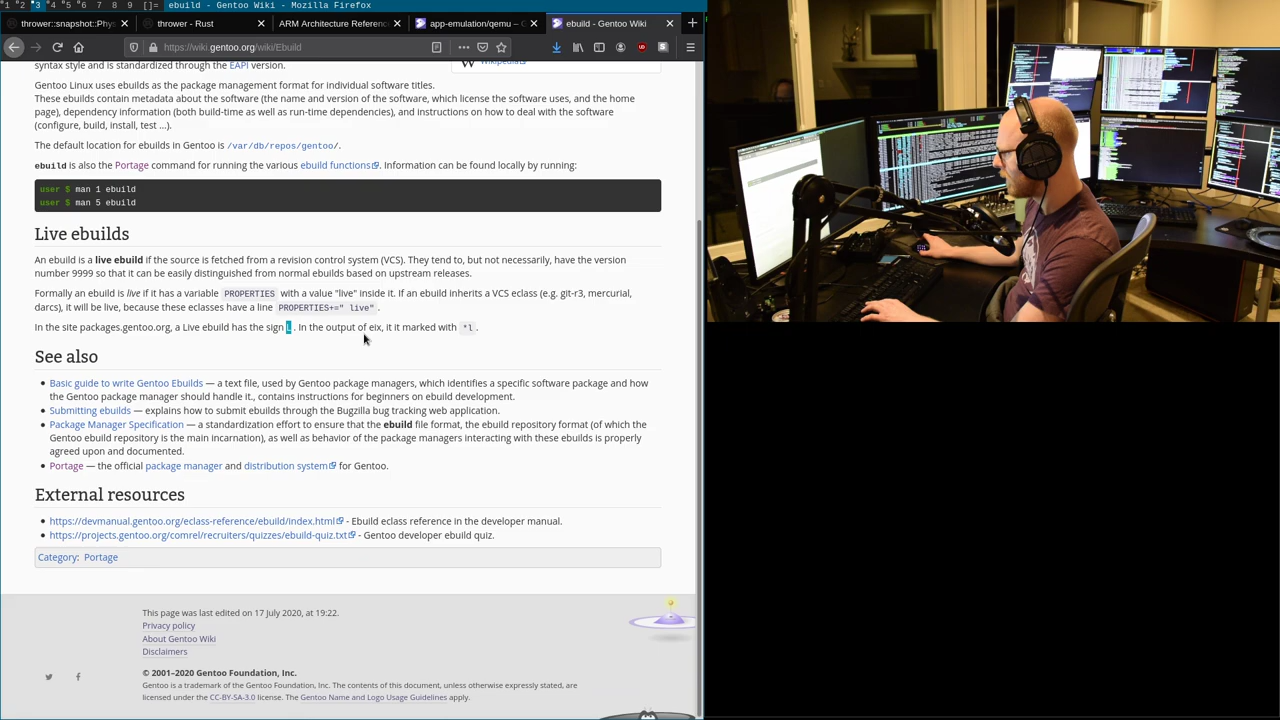 1 2 3 4 5 6 7 8 9 []= ebuild - Gentoo Wiki - Mozilla Firefox
thrower::snapshot::Phys
thrower - Rust
ARM Architecture Referenc
app-emulation/qemu – G
ebuild - Gentoo Wiki
https://wiki.gentoo.org/wiki/Ebuild
syntax style and is standardized through the EAPI version.
Gentoo Linux uses ebuilds as the package management format for individual software titles.
These ebuilds contain metadata about the software (the name and version of the software, which license the software uses, and the home
page), dependency information (both build-time as well as run-time dependencies), and instructions on how to deal with the software
(configure, build, install, test ...).
The default location for ebuilds in Gentoo is /var/db/repos/gentoo/.
ebuild is also the Portage command for running the various ebuild functions. Information can be found locally by running:
user $ man 1 ebuild
user $ man 5 ebuild
Live ebuilds
An ebuild is a live ebuild if the source is fetched from a revision control system (VCS). They tend to, but not necessarily, have the version
number 9999 so that it can be easily distinguished from normal ebuilds based on upstream releases.
Formally an ebuild is live if it has a variable PROPERTIES with a value "live" inside it. If an ebuild inherits a VCS eclass (e.g. git-r3, mercurial,
darcs), it will be live, because these eclasses have a line PROPERTIES+=" live".
In the site packages.gentoo.org, a Live ebuild has the sign L. In the output of eix, it it marked with *l.
See also
Basic guide to write Gentoo Ebuilds — a text file, used by Gentoo package managers, which identifies a specific software package and how
the Gentoo package manager should handle it., contains instructions for beginners on ebuild development.
Submitting ebuilds — explains how to submit ebuilds through the Bugzilla bug tracking web application.
Package Manager Specification — a standardization effort to ensure that the ebuild file format, the ebuild repository format (of which the
Gentoo ebuild repository is the main incarnation), as well as behavior of the package managers interacting with these ebuilds is properly
agreed upon and documented.
Portage — the official package manager and distribution system for Gentoo.
External resources
https://devmanual.gentoo.org/eclass-reference/ebuild/index.html - Ebuild eclass reference in the developer manual.
https://projects.gentoo.org/comrel/recruiters/quizzes/ebuild-quiz.txt - Gentoo developer ebuild quiz.
Category: Portage
This page was last edited on 17 July 2020, at 19:22.
Privacy policy
About Gentoo Wiki
Disclaimers
© 2001–2020 Gentoo Foundation, Inc.
Gentoo is a trademark of the Gentoo Foundation, Inc. The contents of this document, unless otherwise expressly stated, are
licensed under the CC-BY-SA-3.0 license. The Gentoo Name and Logo Usage Guidelines apply.